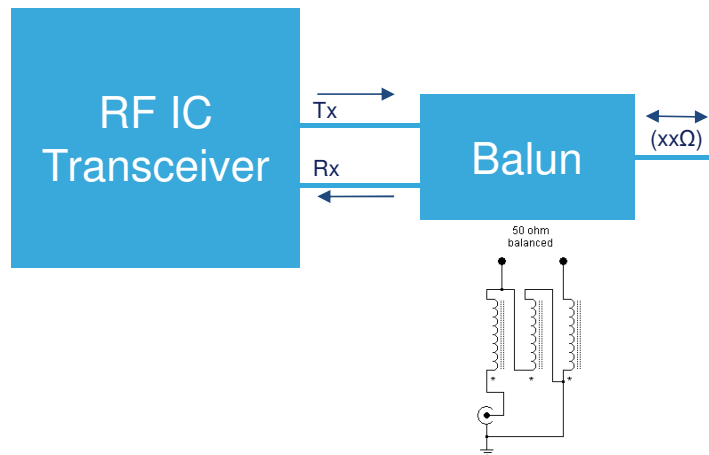 RF IC
Transceiver
Tx
Rx
Balun
(xxΩ)
50 ohm
balanced
* * *